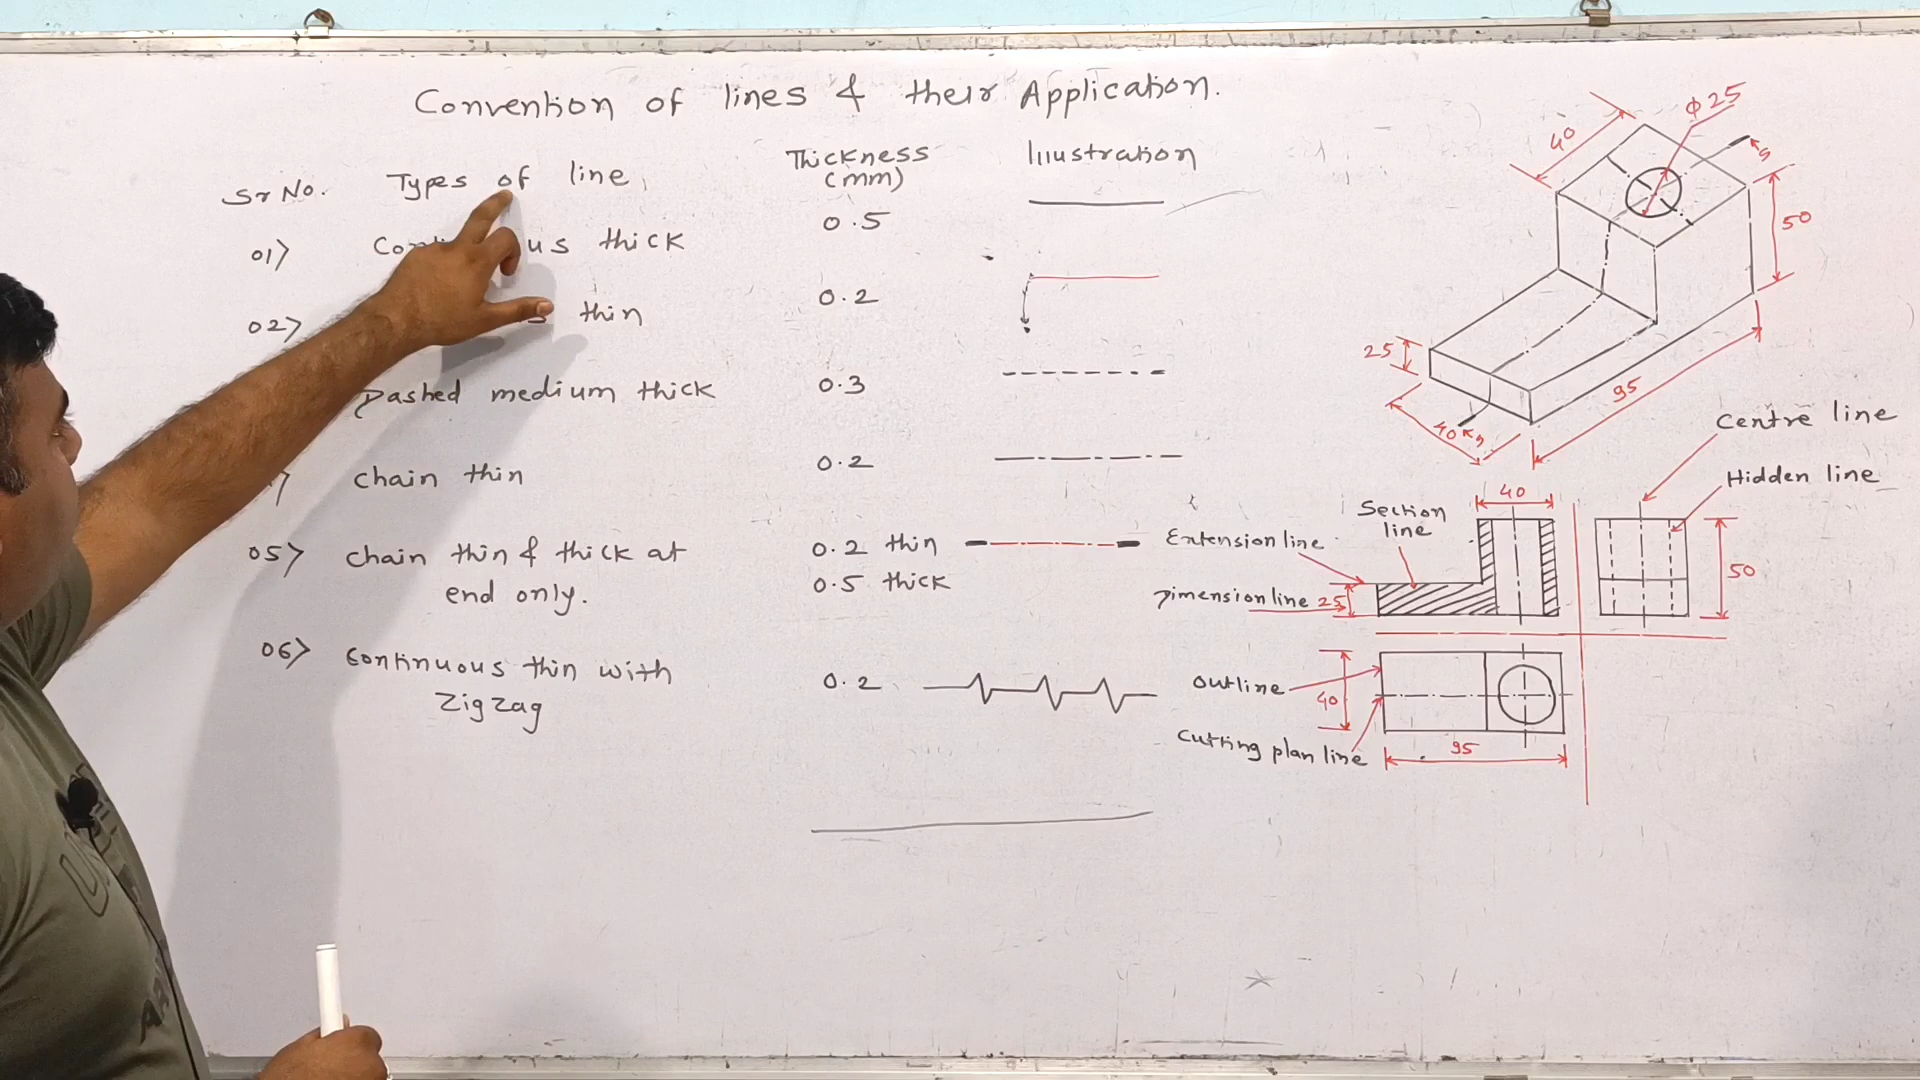 Convention of lines & their Application.
Sr No. Types of line Thickness (mm) Illustration
01) thick 0.5
02) thin 0.2
Dashed medium thick 0.3
Chain thin 0.2
05) Chain thin & thick at 0.2 thin
end only. 0.5 thick
06) Continuous thin with
Zigzag 0.2
40
Φ25
50
25
40
95
Centre line
Hidden line
40
Section
line
Extension line
Dimension line 25
50
Outline
40
Cutting plan line
95